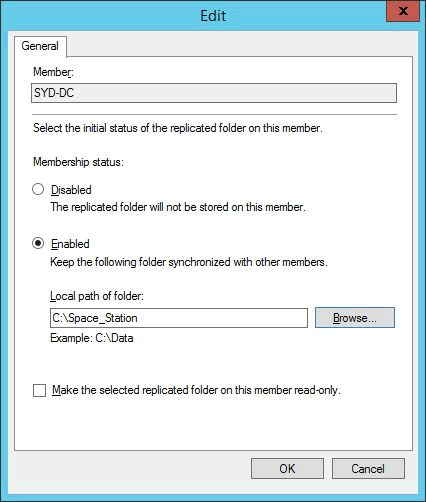 Edit
x
General
Member:
SYD-DC
Select the initial status of the replicated folder on this member.
Membership status:
Disabled
The replicated folder will not be stored on this member.
Enabled
Keep the following folder synchronized with other members.
Local path of folder:
C:\Space_Station
Browse...
Example: C:\Data
Make the selected replicated folder on this member read-only.
OK
Cancel